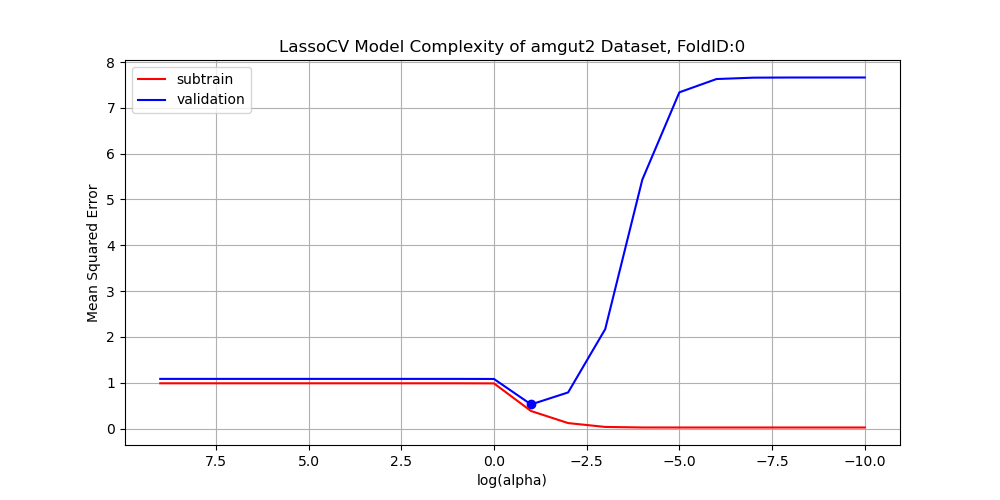 LassoCV Model Complexity of amgut2 Dataset, FoldID:0
subtrain
validation
Mean Squared Error
8
7
6
5
4
3
2
1
0
7.5 5.0 2.5 0.0 −2.5 −5.0 −7.5 −10.0
log(alpha)